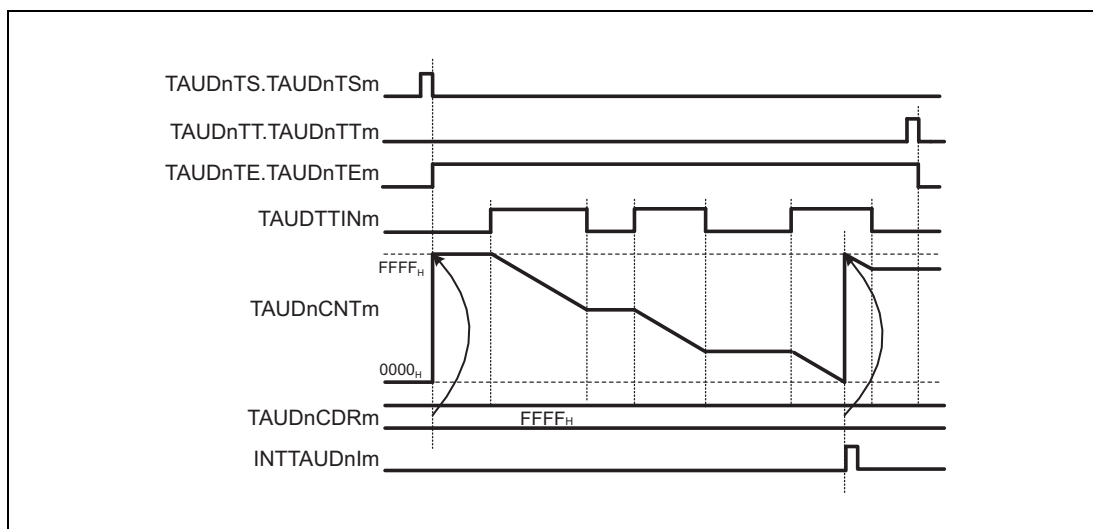 TAUDnTS.TAUDnTSm
TAUDnTT.TAUDnTTm
TAUDnTE.TAUDnTEm
TAUDTTINm
FFFFH
TAUDnCNTm
0000H
TAUDnCDRm
FFFFH
INTTAUDnIm